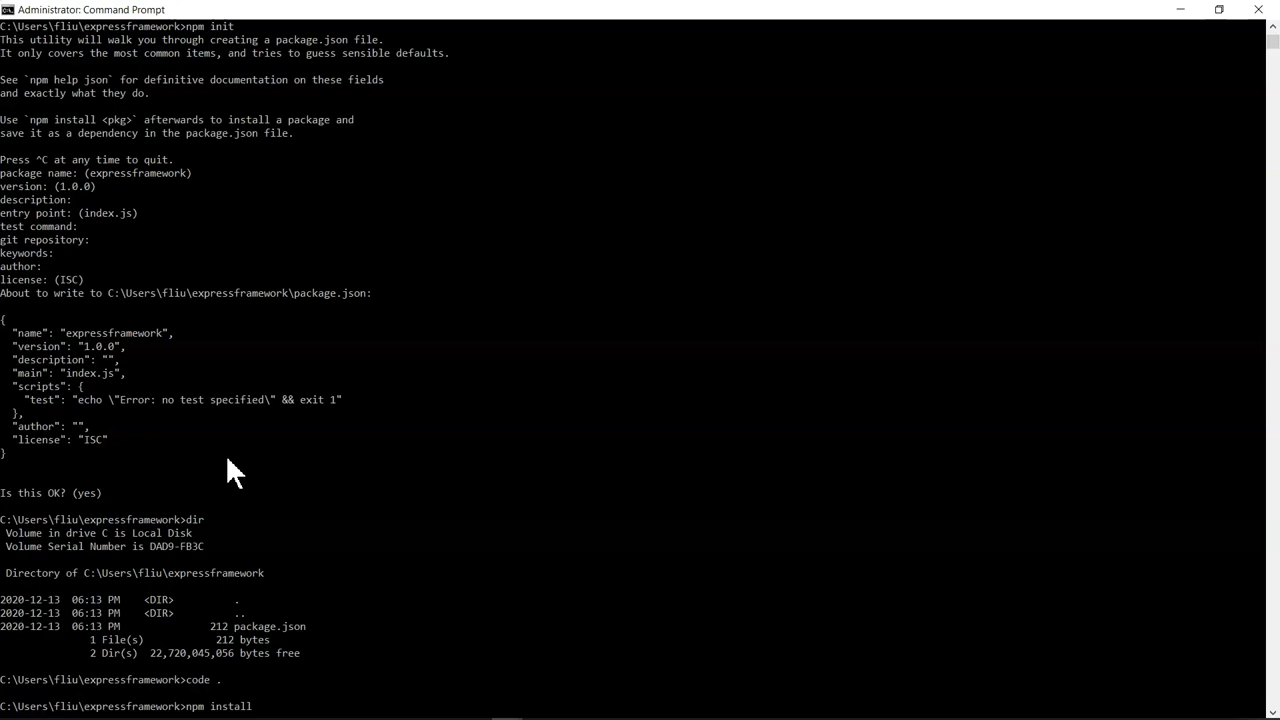 Administrator: Command Prompt
C:\Users\fliu\expressframework>npm init
This utility will walk you through creating a package.json file.
It only covers the most common items, and tries to guess sensible defaults.
See `npm help json` for definitive documentation on these fields
and exactly what they do.
Use `npm install <pkg>` afterwards to install a package and
save it as a dependency in the package.json file.
Press ^C at any time to quit.
package name: (expressframework)
version: (1.0.0)
description:
entry point: (index.js)
test command:
git repository:
keywords:
author:
license: (ISC)
About to write to C:\Users\fliu\expressframework\package.json:
{
  "name": "expressframework",
  "version": "1.0.0",
  "description": "",
  "main": "index.js",
  "scripts": {
    "test": "echo \"Error: no test specified\" && exit 1"
  },
  "author": "",
  "license": "ISC"
}
Is this OK? (yes)
C:\Users\fliu\expressframework>dir
 Volume in drive C is Local Disk
 Volume Serial Number is DAD9-FB3C
 Directory of C:\Users\fliu\expressframework
2020-12-13  06:13 PM    <DIR>          .
2020-12-13  06:13 PM    <DIR>          ..
2020-12-13  06:13 PM               212 package.json
               1 File(s)            212 bytes
               2 Dir(s)  22,720,045,056 bytes free
C:\Users\fliu\expressframework>code .
C:\Users\fliu\expressframework>npm install